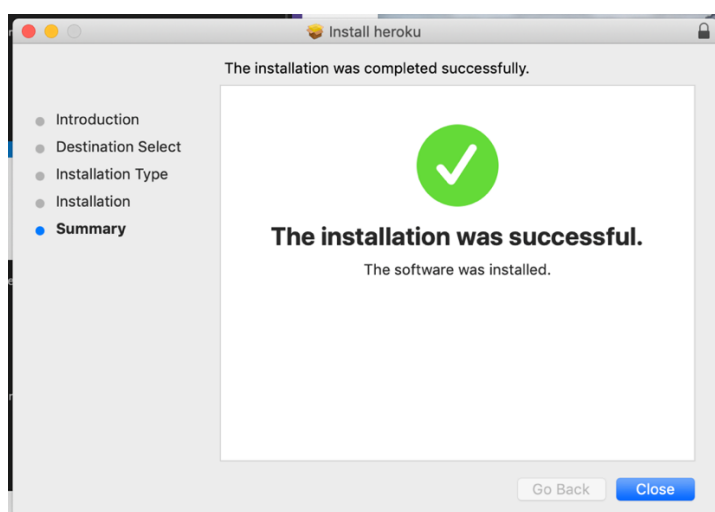 Install heroku
The installation was completed successfully.
Introduction
Destination Select
Installation Type
Installation
Summary
The installation was successful.
The software was installed.
Go Back
Close